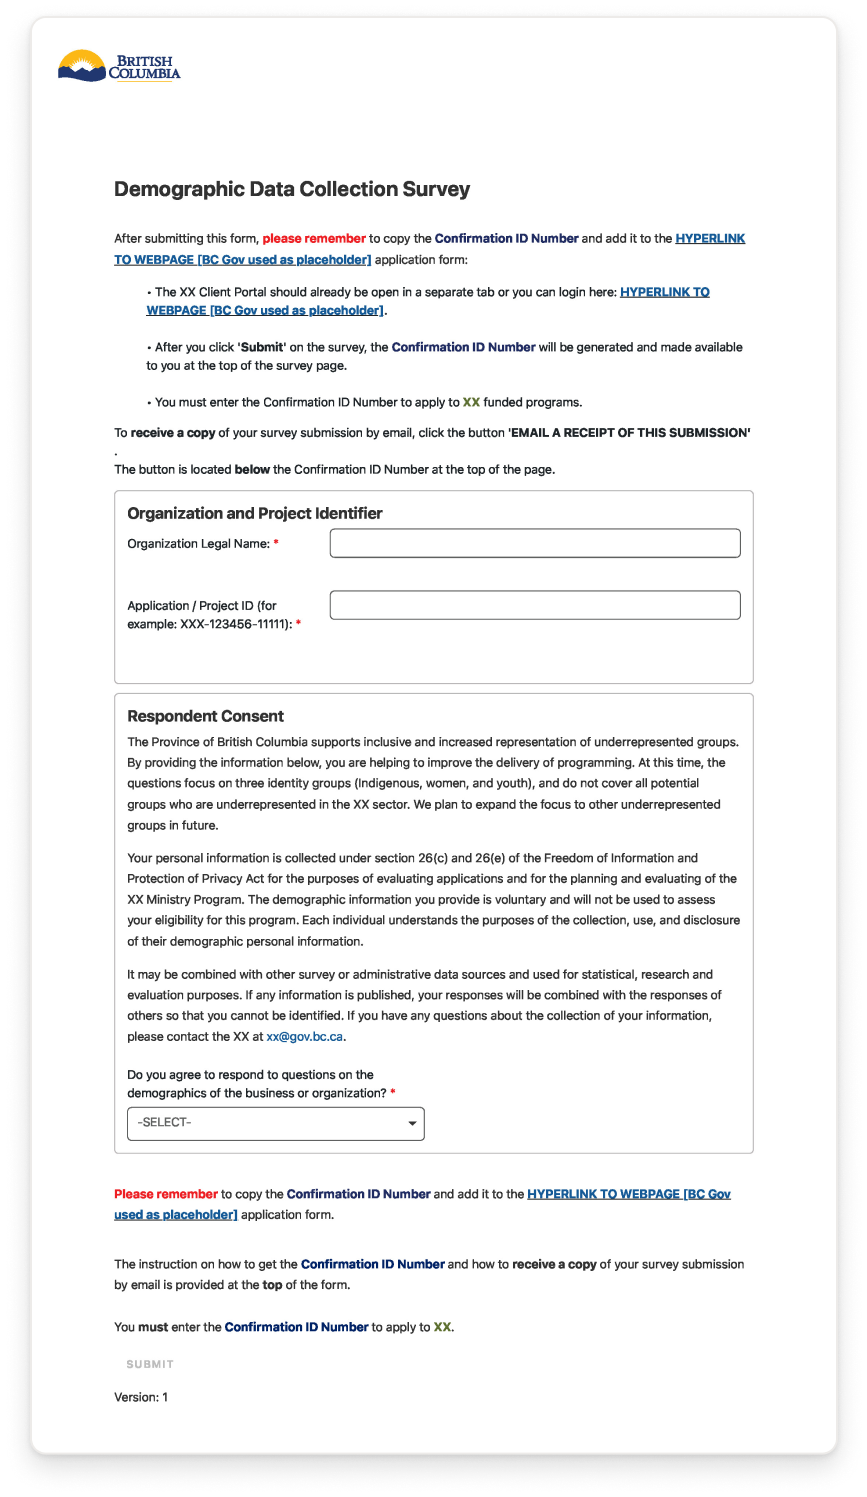 BRITISH
COLUMBIA
Demographic Data Collection Survey
After submitting this form, please remember to copy the Confirmation ID Number and add it to the HYPERLINK
TO WEBPAGE [BC Gov used as placeholder] application form:
• The XX Client Portal should already be open in a separate tab or you can login here: HYPERLINK TO
WEBPAGE [BC Gov used as placeholder].
• After you click 'Submit' on the survey, the Confirmation ID Number will be generated and made available
to you at the top of the survey page.
• You must enter the Confirmation ID Number to apply to XX funded programs.
To receive a copy of your survey submission by email, click the button 'EMAIL A RECEIPT OF THIS SUBMISSION'
.
The button is located below the Confirmation ID Number at the top of the page.
Organization and Project Identifier
Organization Legal Name: *
Application / Project ID (for
example: XXX-123456-11111): *
Respondent Consent
The Province of British Columbia supports inclusive and increased representation of underrepresented groups.
By providing the information below, you are helping to improve the delivery of programming. At this time, the
questions focus on three identity groups (Indigenous, women, and youth), and do not cover all potential
groups who are underrepresented in the XX sector. We plan to expand the focus to other underrepresented
groups in future.
Your personal information is collected under section 26(c) and 26(e) of the Freedom of Information and
Protection of Privacy Act for the purposes of evaluating applications and for the planning and evaluating of the
XX Ministry Program. The demographic information you provide is voluntary and will not be used to assess
your eligibility for this program. Each individual understands the purposes of the collection, use, and disclosure
of their demographic personal information.
It may be combined with other survey or administrative data sources and used for statistical, research and
evaluation purposes. If any information is published, your responses will be combined with the responses of
others so that you cannot be identified. If you have any questions about the collection of your information,
please contact the XX at xx@gov.bc.ca.
Do you agree to respond to questions on the
demographics of the business or organization? *
-SELECT-
Please remember to copy the Confirmation ID Number and add it to the HYPERLINK TO WEBPAGE [BC Gov
used as placeholder] application form.
The instruction on how to get the Confirmation ID Number and how to receive a copy of your survey submission
by email is provided at the top of the form.
You must enter the Confirmation ID Number to apply to XX.
SUBMIT
Version: 1